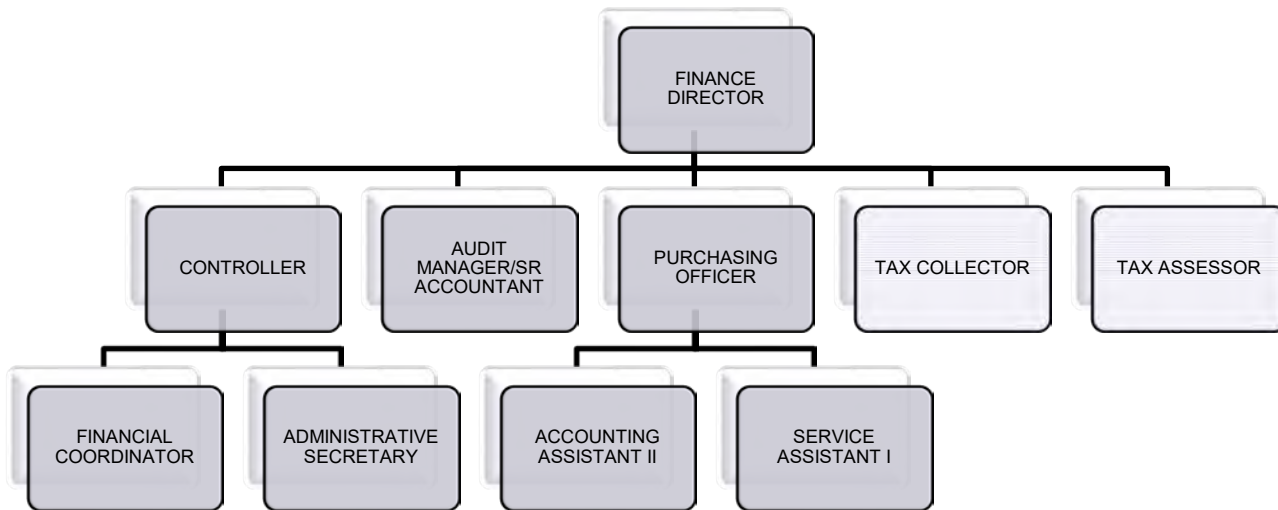 FINANCE
DIRECTOR
CONTROLLER
AUDIT
MANAGER/SR
ACCOUNTANT
PURCHASING
OFFICER
TAX COLLECTOR
TAX ASSESSOR
FINANCIAL
COORDINATOR
ADMINISTRATIVE
SECRETARY
ACCOUNTING
ASSISTANT II
SERVICE
ASSISTANT I